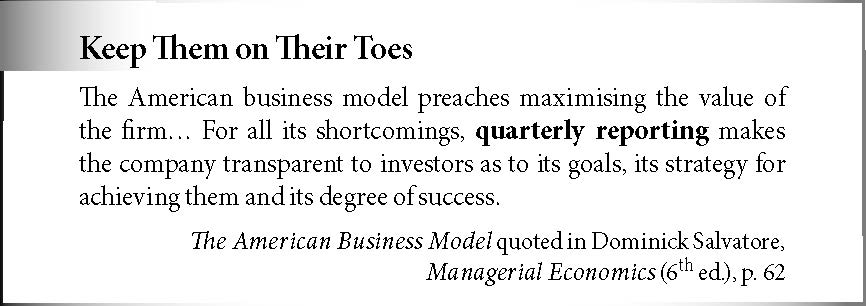 Keep Them on Their Toes
The American business model preaches maximising the value of
the firm… For all its shortcomings, quarterly reporting makes
the company transparent to investors as to its goals, its strategy for
achieving them and its degree of success.
The American Business Model quoted in Dominick Salvatore,
Managerial Economics (6th ed.), p. 62